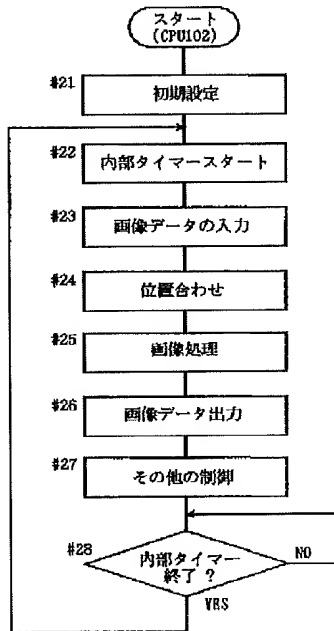 スタート
(CPU102)
#21
初期設定
#22
内部タイマースタート
#23
画像データの入力
#24
位置合わせ
#25
画像処理
#26
画像データ出力
#27
その他の制御
#28
内部タイマー
終了 ?
NO
YES